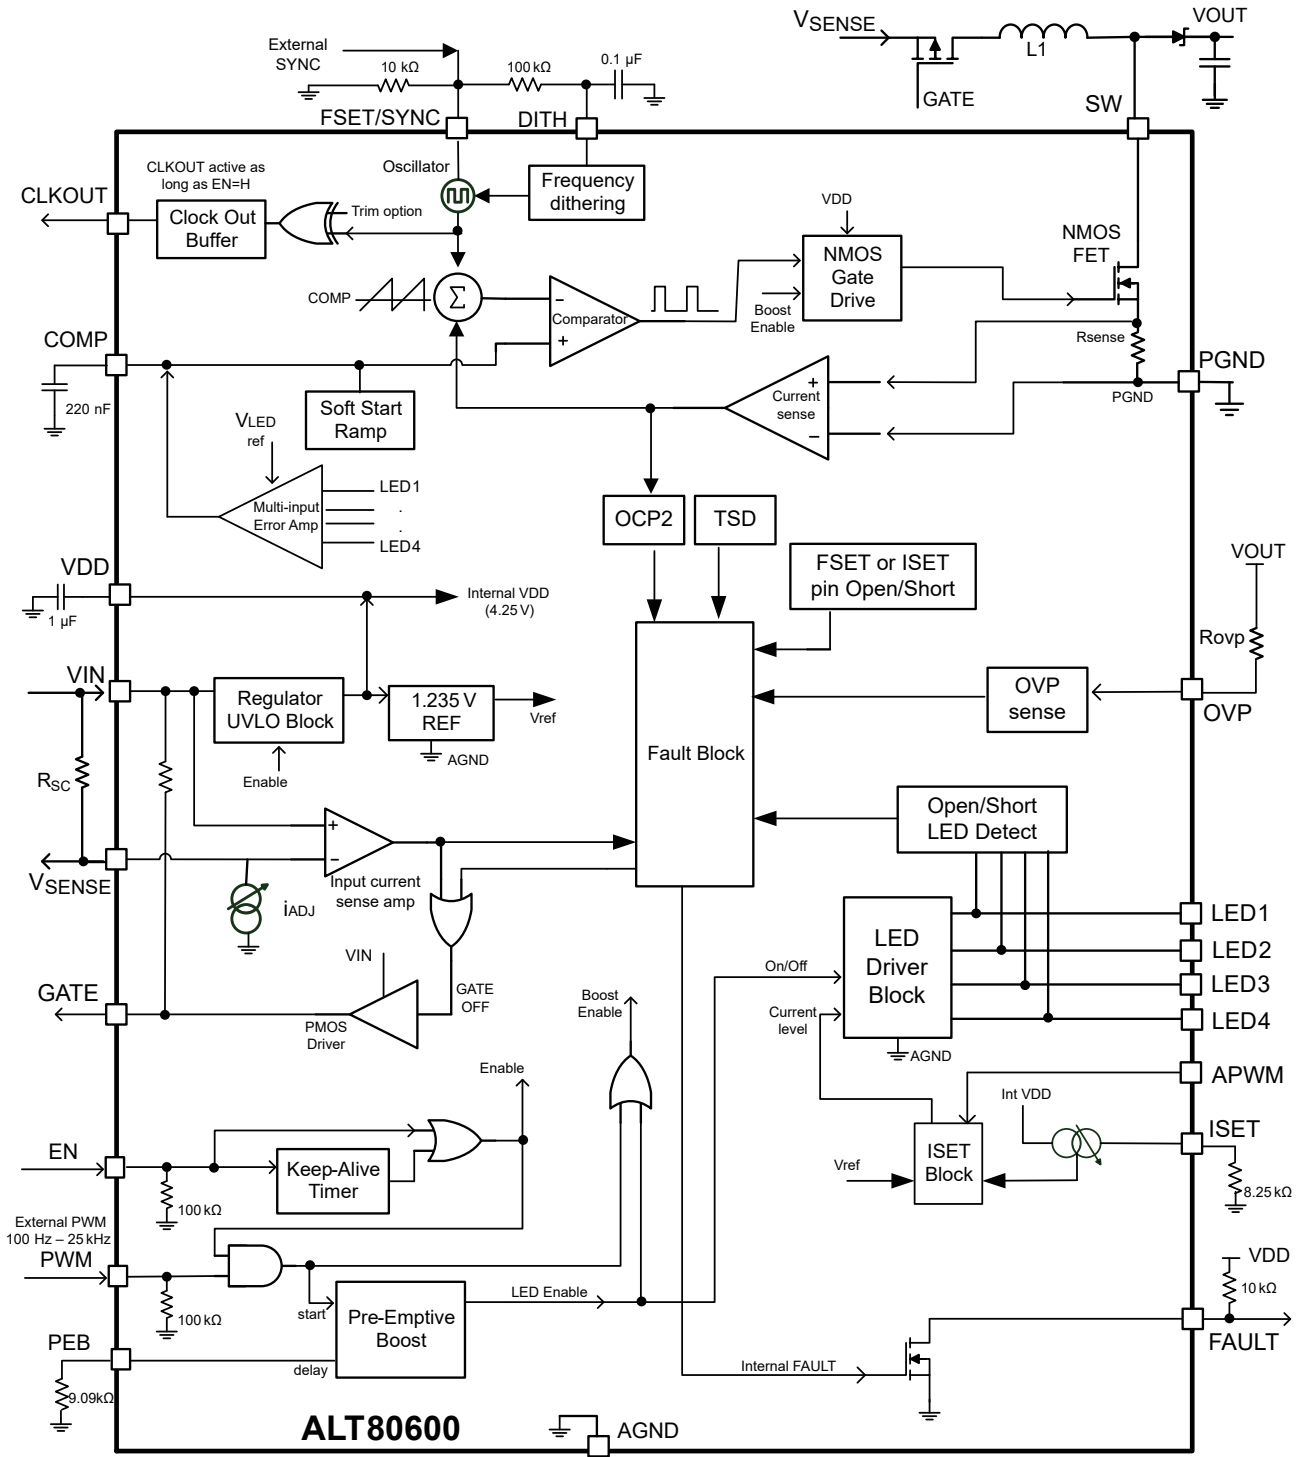 VSENSE
VOUT
L1
GATE
SW
External
SYNC
10 kΩ
100 kΩ
0.1 µF
FSET/SYNC
DITH
CLKOUT active as
long as EN=H
Oscillator
CLKOUT
Clock Out
Buffer
Trim option
Frequency
dithering
VDD
NMOS
Gate
Drive
NMOS
FET
COMP
Σ
Comparator
−
+
Boost
Enable
Rsense
COMP
PGND
PGND
220 nF
Soft Start
Ramp
+
Current
sense
−
VLED
ref
Multi-input
Error Amp
LED1
.
.
LED4
OCP2
TSD
FSET or ISET
pin Open/Short
VOUT
VDD
1 µF
Internal VDD
(4.25 V)
Rovp
VIN
Regulator
UVLO Block
1.235 V
REF
Vref
AGND
Enable
Fault Block
OVP
sense
OVP
RSC
Open/Short
LED Detect
+
−
Input current
sense amp
VSENSE
iADJ
LED
Driver
Block
LED1
LED2
LED3
LED4
VIN
GATE
OFF
On/Off
Current
level
AGND
GATE
PMOS
Driver
Boost
Enable
Enable
APWM
Int VDD
EN
Keep-Alive
Timer
100 kΩ
ISET
Block
Vref
ISET
8.25 kΩ
External PWM
100 Hz – 25 kHz
PWM
100 kΩ
start
Pre-Emptive
Boost
LED Enable
VDD
10 kΩ
FAULT
PEB
delay
9.09kΩ
Internal FAULT
ALT80600
AGND